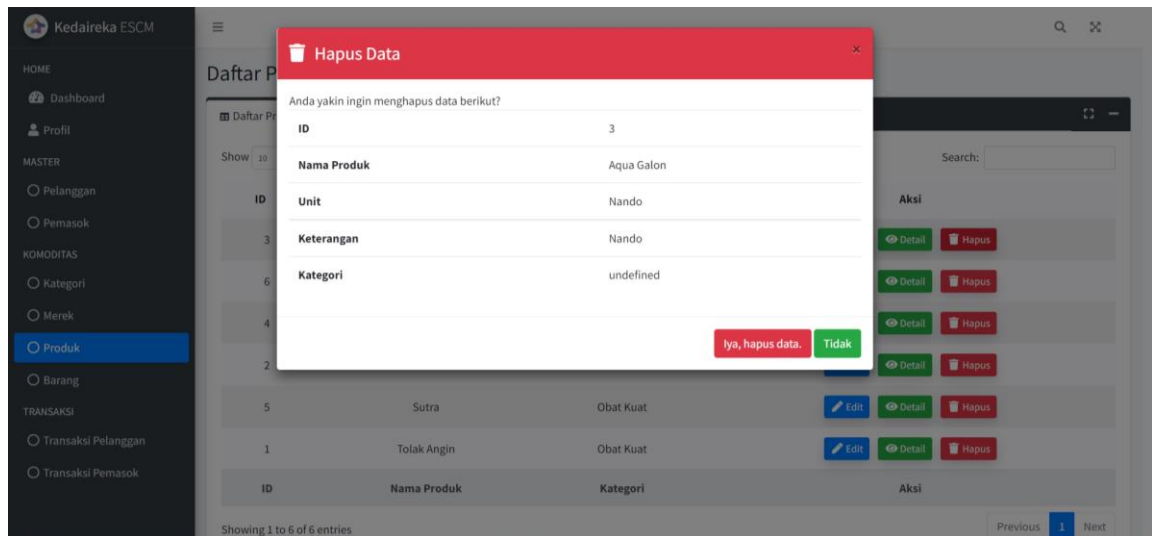 Kedaireka ESCM
HOME
Dashboard
Profil
MASTER
Pelanggan
Pemasok
KOMODITAS
Kategori
Merek
Produk
Barang
TRANSAKSI
Transaksi Pelanggan
Transaksi Pemasok
Daftar P
Daftar Pr
Show 10
Search:
Hapus Data ×
Anda yakin ingin menghapus data berikut?
ID 3
Nama Produk Aqua Galon
Unit Nando
Keterangan Nando
Kategori undefined
Iya, hapus data. Tidak
ID Aksi
3 Detail Hapus
6 Detail Hapus
4 Detail Hapus
2 Detail Hapus
5 Sutra Obat Kuat Edit Detail Hapus
1 Tolak Angin Obat Kuat Edit Detail Hapus
ID Nama Produk Kategori Aksi
Showing 1 to 6 of 6 entries
Previous 1 Next